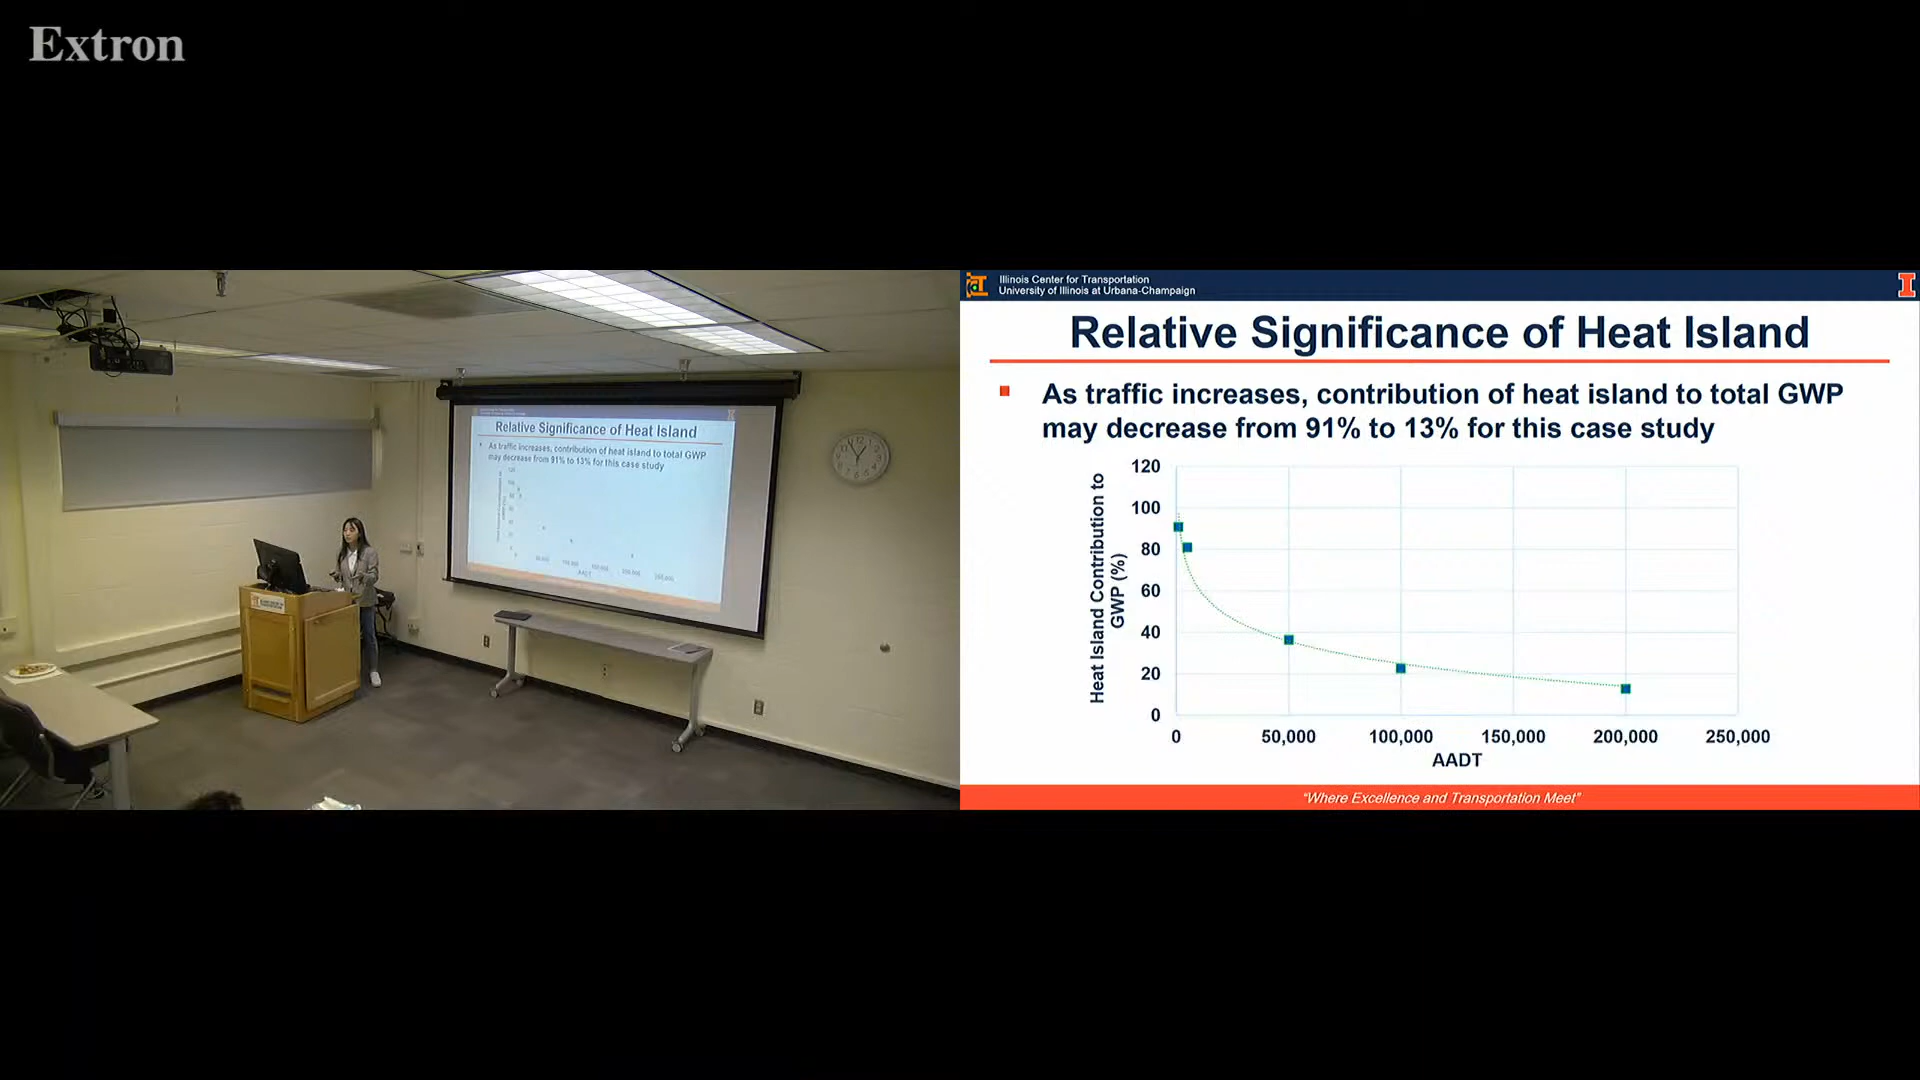 Extron
Relative Significance of Heat Island
As traffic increases, contribution of heat island to total GWP
may decrease from 91% to 13% for this case study
Illinois Center for Transportation
University of Illinois at Urbana-Champaign
Relative Significance of Heat Island
As traffic increases, contribution of heat island to total GWP
may decrease from 91% to 13% for this case study
Heat Island Contribution to
GWP (%)
120
100
80
60
40
20
0
0 50,000 100,000 150,000 200,000 250,000
AADT
"Where Excellence and Transportation Meet"